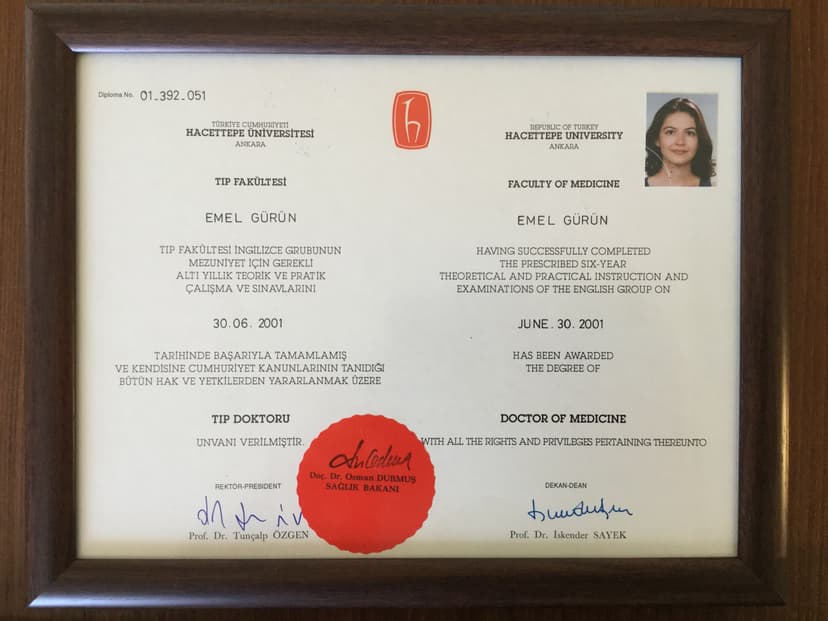 Diploma No. 01-392-051
TÜRKİYE CUMHURİYETİ
HACETTEPE ÜNİVERSİTESİ
ANKARA
TIP FAKÜLTESİ
EMEL GÜRÜN
TIP FAKÜLTESİ İNGİLİZCE GRUBUNUN
MEZUNİYET İÇİN GEREKLİ
ALTI YILLIK TEORİK VE PRATİK
ÇALIŞMA VE SINAVLARINI
30.06.2001
TARİHİNDE BAŞARIYLA TAMAMLAMIŞ
VE KENDİSİNE CUMHURİYET KANUNLARININ TANIDIĞI
BÜTÜN HAK VE YETKİLERDEN YARARLANMAK ÜZERE
TIP DOKTORU
UNVANI VERİLMİŞTİR.
REKTÖR-PRESIDENT
Prof. Dr. Tunçalp ÖZGEN
Doç. Dr. Osman DURMUŞ
SAĞLIK BAKANI
REPUBLIC OF TURKEY
HACETTEPE UNIVERSITY
ANKARA
FACULTY OF MEDICINE
EMEL GÜRÜN
HAVING SUCCESSFULLY COMPLETED
THE PRESCRIBED SIX-YEAR
THEORETICAL AND PRACTICAL INSTRUCTION AND
EXAMINATIONS OF THE ENGLISH GROUP ON
JUNE.30.2001
HAS BEEN AWARDED
THE DEGREE OF
DOCTOR OF MEDICINE
WITH ALL THE RIGHTS AND PRIVILEGES PERTAINING THEREUNTO
DEKAN-DEAN
Prof. Dr. İskender SAYEK